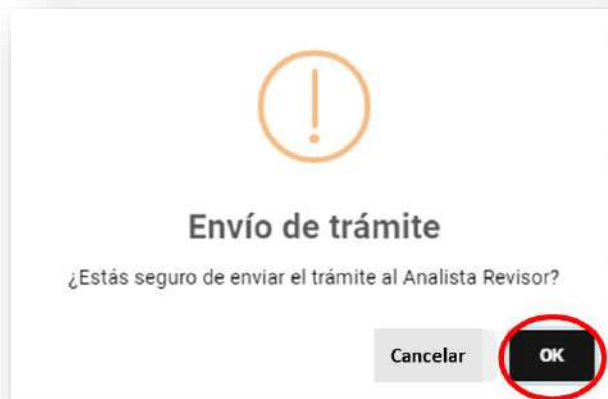 Envío de trámite
¿Estás seguro de enviar el trámite al Analista Revisor?
Cancelar OK